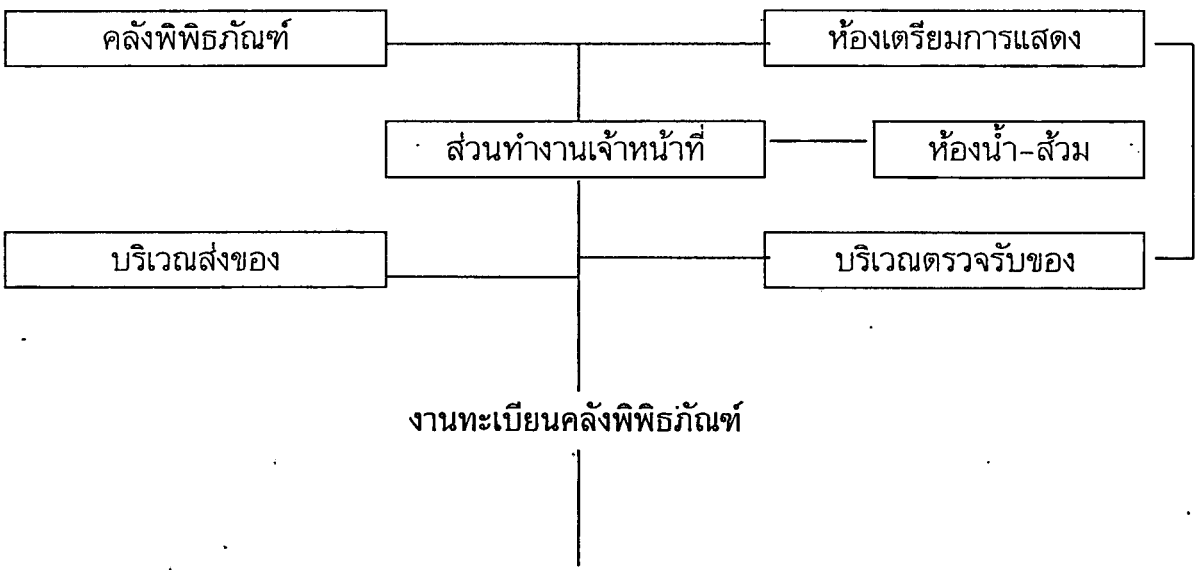 คลังพิพิธภัณฑ์
ห้องเตรียมการแสดง
ส่วนทำงานเจ้าหน้าที่
ห้องน้ำ-ส้วม
บริเวณส่งของ
บริเวณตรวจรับของ
งานทะเบียนคลังพิพิธภัณฑ์